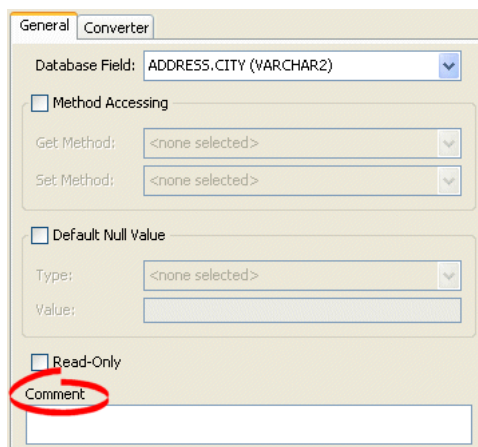 General Converter
Database Field: ADDRESS.CITY (VARCHAR2)
Method Accessing
Get Method: <none selected>
Set Method: <none selected>
Default Null Value
Type: <none selected>
Value:
Read-Only
Comment